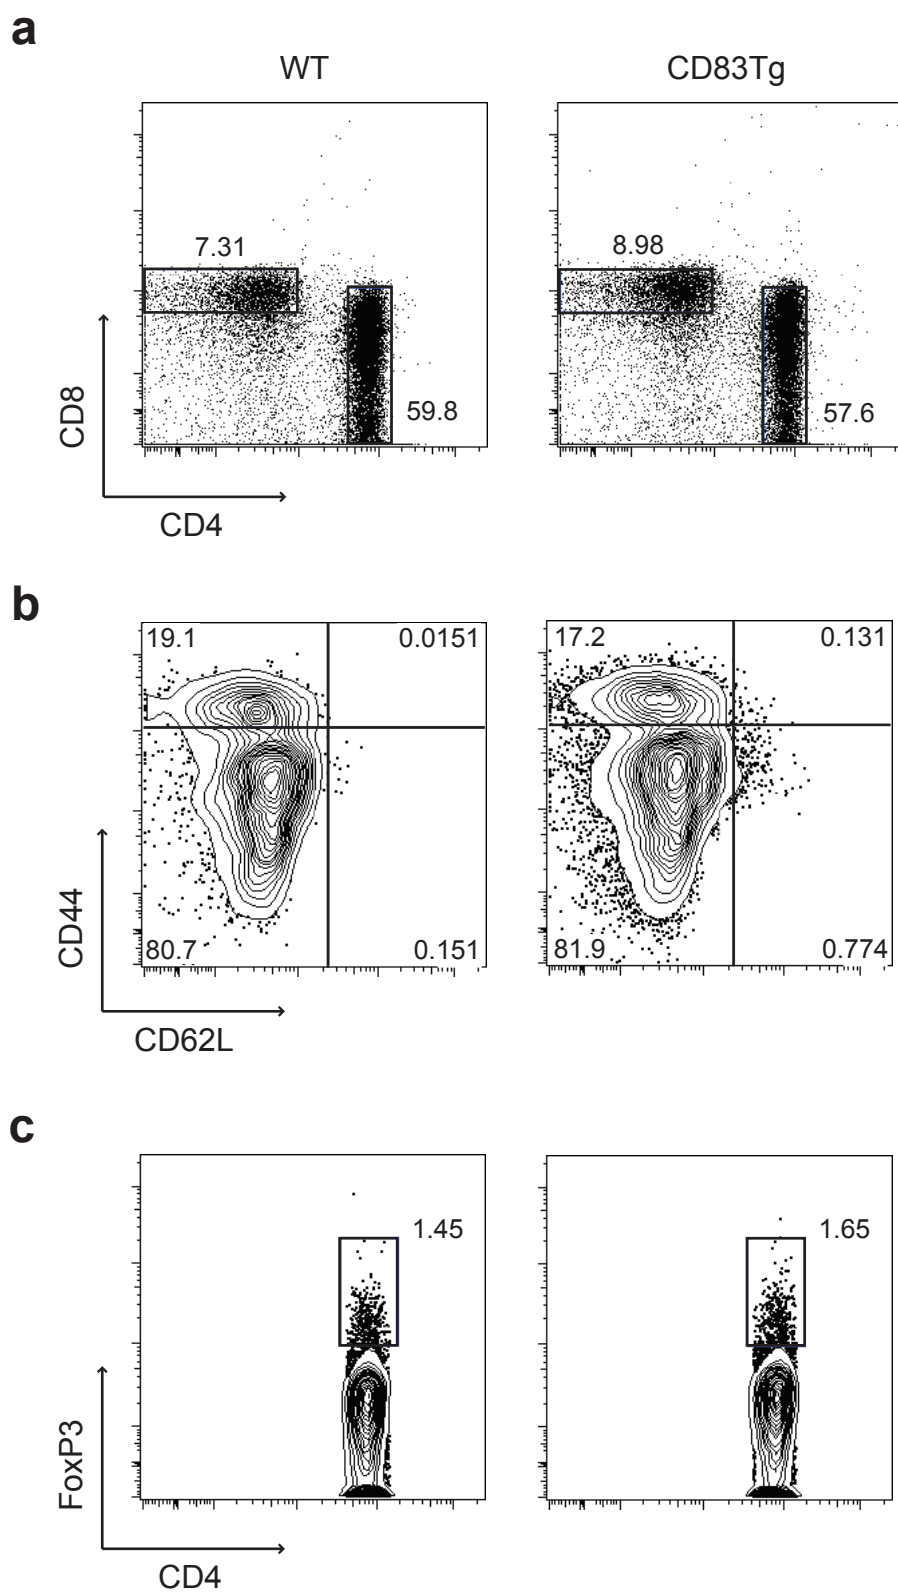 a
WT
CD83Tg
7.31
8.98
59.8
57.6
CD8
CD4
b
19.1
0.0151
17.2
0.131
80.7
0.151
81.9
0.774
CD44
CD62L
c
1.45
1.65
FoxP3
CD4